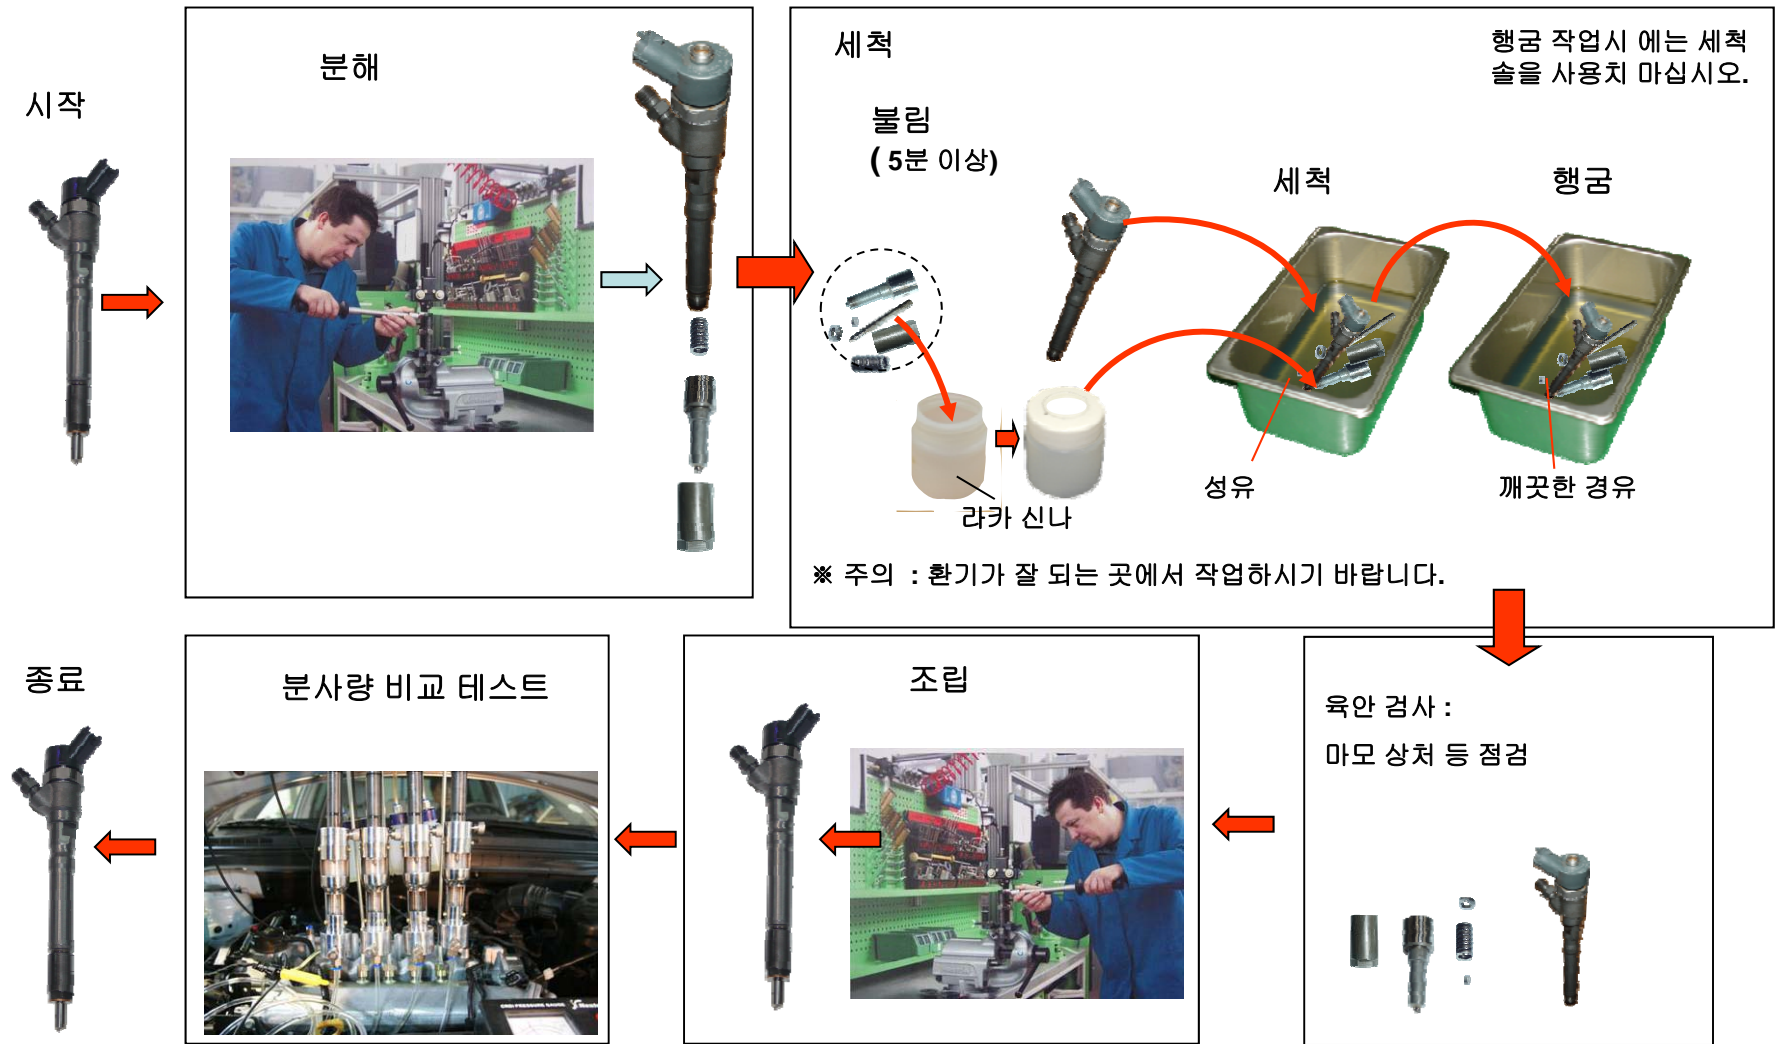 시작
분해
세척
행굼 작업시 에는 세척
솔을 사용치 마십시오.
불림
( 5분 이상)
세척
행굼
성유
깨끗한 경유
라카 신나
※ 주의 : 환기가 잘 되는 곳에서 작업하시기 바랍니다.
육안 검사 :
마모 상처 등 점검
조립
분사량 비교 테스트
종료
CRDI PRESSURE GAUGE